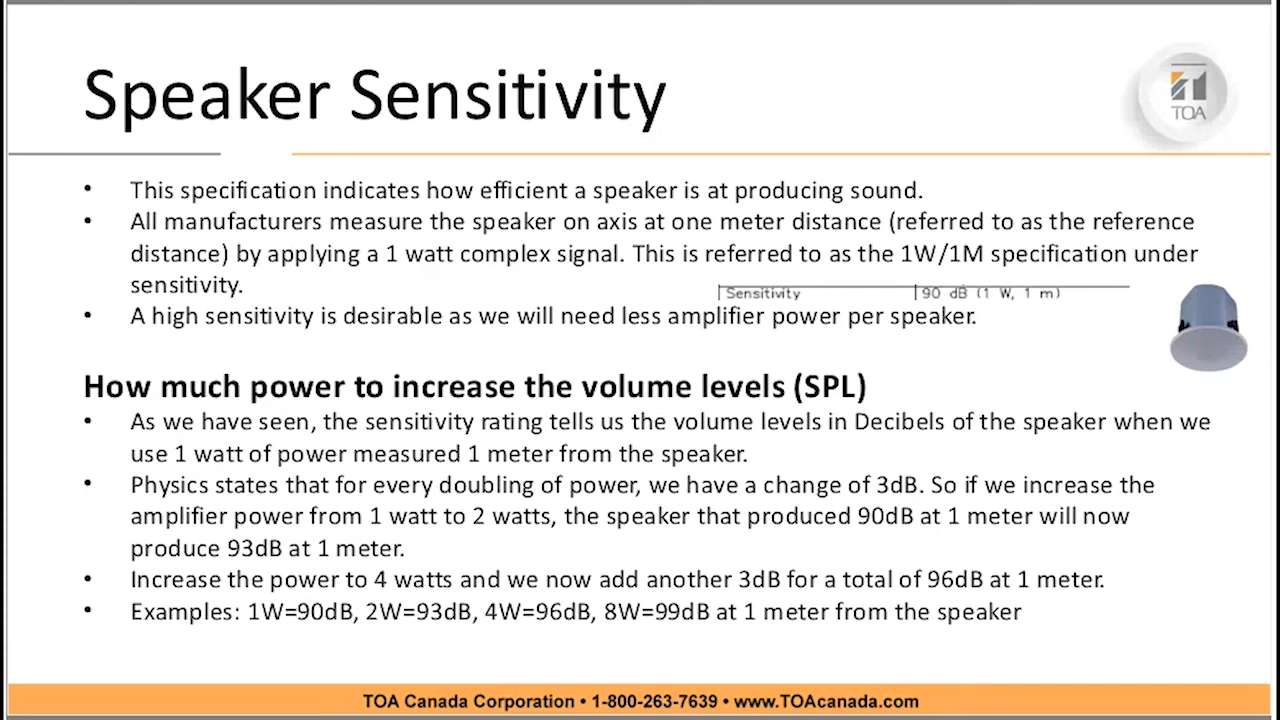 Speaker Sensitivity
TOA
• This specification indicates how efficient a speaker is at producing sound.
• All manufacturers measure the speaker on axis at one meter distance (referred to as the reference
distance) by applying a 1 watt complex signal. This is referred to as the 1W/1M specification under
sensitivity.
Sensitivity 90 dB (1 W, 1 m)
• A high sensitivity is desirable as we will need less amplifier power per speaker.
How much power to increase the volume levels (SPL)
• As we have seen, the sensitivity rating tells us the volume levels in Decibels of the speaker when we
use 1 watt of power measured 1 meter from the speaker.
• Physics states that for every doubling of power, we have a change of 3dB. So if we increase the
amplifier power from 1 watt to 2 watts, the speaker that produced 90dB at 1 meter will now
produce 93dB at 1 meter.
• Increase the power to 4 watts and we now add another 3dB for a total of 96dB at 1 meter.
• Examples: 1W=90dB, 2W=93dB, 4W=96dB, 8W=99dB at 1 meter from the speaker
TOA Canada Corporation • 1-800-263-7639 • www.TOAcanada.com